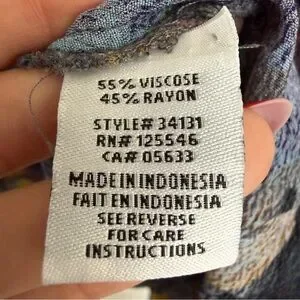 55% VISCOSE
45% RAYON
STYLE# 34131
RN# 125546
CA# 05633
MADE IN INDONESIA
FAIT EN INDONESIA
SEE REVERSE
FOR CARE
INSTRUCTIONS